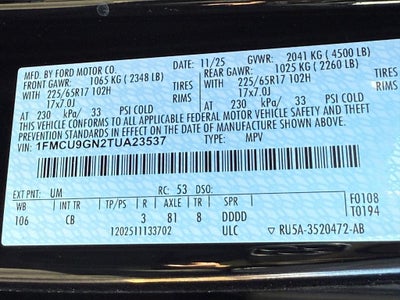 MFD. BY FORD MOTOR CO. DATE: 11/25 GVWR: 2041 KG (4500 LB)
FRONT GAWR: 1065 KG (2348 LB) REAR GAWR: 1025 KG (2260 LB)
WITH 225/65R17 102H TIRES WITH 225/65R17 102H TIRES
17x7.0J RIMS 17x7.0J RIMS
AT 230 kPa/ 33 PSI COLD AT 230 kPa/ 33 PSI COLD
THIS VEHICLE CONFORMS TO ALL APPLICABLE FEDERAL MOTOR VEHICLE SAFETY AND THEFT
PREVENTION STANDARDS IN EFFECT ON THE DATE OF MANUFACTURE SHOWN ABOVE.
VIN: 1FMCU9GN2TUA23537 TYPE: MPV
EXT PNT: UM RC: 53 DSO: F0108
WB INT TR R AXLE TR SPR T0194
106 CB 3 81 8 DDDD
1202511133702 ULC RU5A-3520472-AB